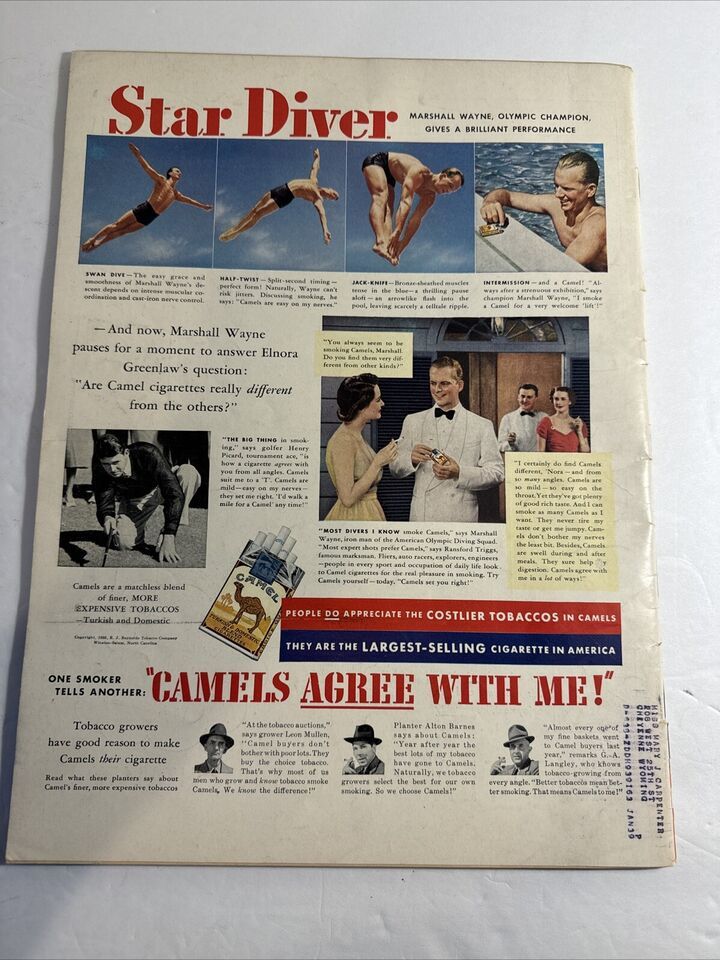 Star Diver
MARSHALL WAYNE, OLYMPIC CHAMPION,
GIVES A BRILLIANT PERFORMANCE
SWAN DIVE—The easy grace and
smoothness of Marshall Wayne's de-
scent depends on intense muscular co-
ordination and cast-iron nerve control.
HALF-TWIST—Split-second timing—
perfect form! Naturally, Wayne can't
risk jitters. Discussing smoking, he
says: "Camels are easy on my nerves."
JACK-KNIFE—Bronze-sheathed muscles
tense in the blue—a thrilling pause
aloft—an arrowlike flash into the
pool, leaving scarcely a telltale ripple.
INTERMISSION—and a Camel! "Al-
ways after a strenuous exhibition," says
champion Marshall Wayne, "I smoke
a Camel for a very welcome 'lift'!"
—And now, Marshall Wayne
pauses for a moment to answer Elnora
Greenlaw's question:
"Are Camel cigarettes really different
from the others?"
"You always seem to be
smoking Camels, Marshall.
Do you find them very dif-
ferent from other kinds?"
"THE BIG THING in smok-
ing," says golfer Henry
Picard, tournament ace, "is
how a cigarette agrees with
you from all angles. Camels
suit me to a 'T'. Camels are
mild—easy on my nerves—
they set me right. I'd walk a
mile for a Camel any time!"
"I certainly do find Camels
different, 'Nora—and from
so many angles. Camels are
so mild—so easy on the
throat. Yet they've got plenty
of good rich taste. And I can
smoke as many Camels as I
want. They never tire my
taste or get me jumpy. Cam-
els don't bother my nerves
the least bit. Besides, Camels
are swell during and after
meals. They sure help my
digestion. Camels agree with
me in a lot of ways!"
"MOST DIVERS I KNOW smoke Camels," says Marshall
Wayne, iron man of the American Olympic Diving Squad.
"Most expert shots prefer Camels," says Ransford Triggs,
famous marksman. Fliers, auto racers, explorers, engineers
—people in every sport and occupation of daily life look
to Camel cigarettes for the real pleasure in smoking. Try
Camels yourself—today. "Camels set you right!"
Camels are a matchless blend
of finer, MORE
EXPENSIVE TOBACCOS
—Turkish and Domestic
Copyright, 1938, R. J. Reynolds Tobacco Company
Winston-Salem, North Carolina
CAMEL
TURKISH & DOMESTIC
BLEND
CIGARETTES
PEOPLE DO APPRECIATE THE COSTLIER TOBACCOS IN CAMELS
THEY ARE THE LARGEST-SELLING CIGARETTE IN AMERICA
ONE SMOKER
TELLS ANOTHER:
"CAMELS AGREE WITH ME!"
Tobacco growers
have good reason to make
Camels their cigarette
Read what these planters say about
Camel's finer, more expensive tobaccos
"At the tobacco auctions,"
says grower Leon Mullen,
"Camel buyers don't
bother with poor lots. They
buy the choice tobacco.
That's why most of us
men who grow and know tobacco smoke
Camels. We know the difference!"
Planter Alton Barnes
says about Camels:
"Year after year the
best lots of my tobacco
have gone to Camels.
Naturally, we tobacco
growers select the best for our own
smoking. So we choose Camels!"
"Almost every one of
my fine baskets went
to Camel buyers last
year," remarks G. A.
Langley, who knows
tobacco-growing from
every angle. "Better tobaccos mean bet-
ter smoking. That means Camels to me!"
MISS MARY J CARPENTER
25TH ST
CHEYENNE WYOMING
P
JAN39